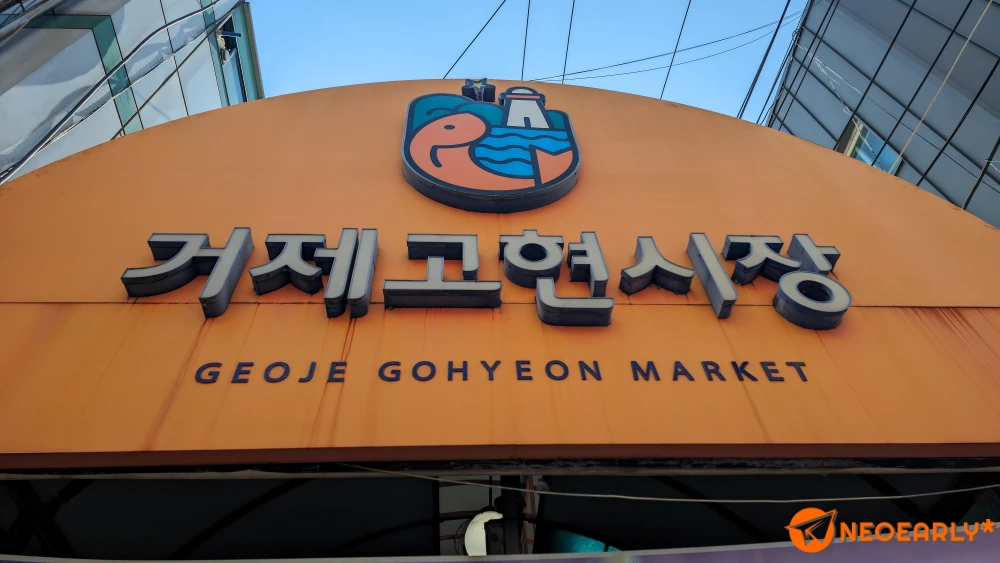 거제고현시장
GEOJE GOHYEON MARKET
NEOEARLY*